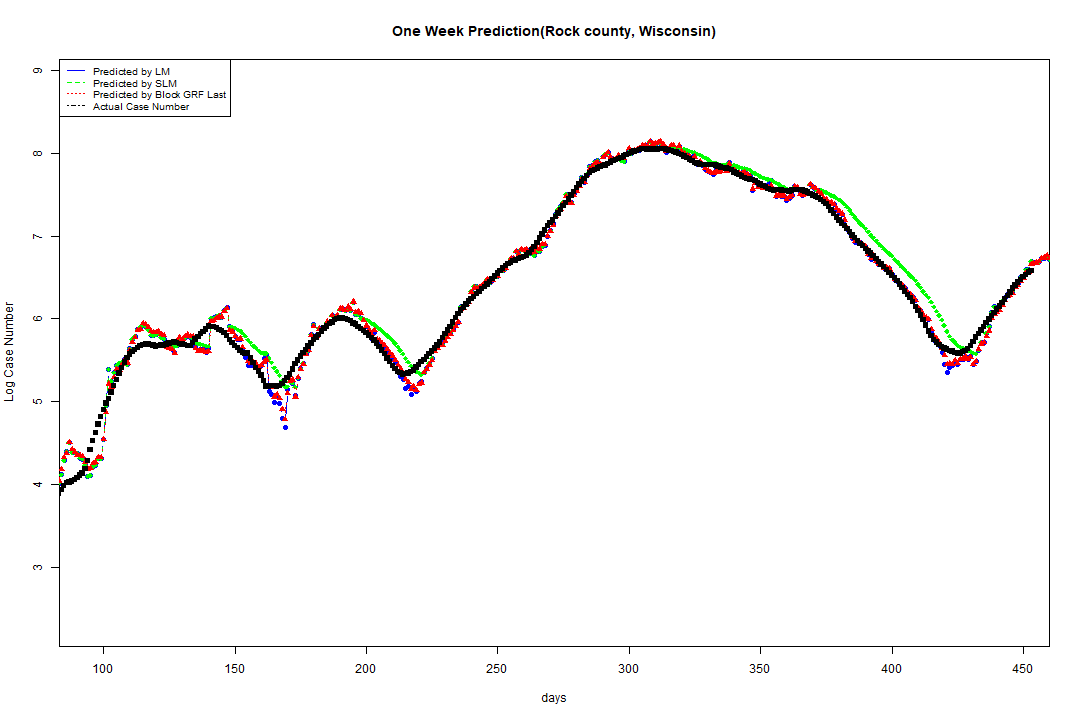 One Week Prediction(Rock county, Wisconsin)
Predicted by LM
Predicted by SLM
Predicted by Block GRF Last
Actual Case Number
Log Case Number
9
8
7
6
5
4
3
100 150 200 250 300 350 400 450
days